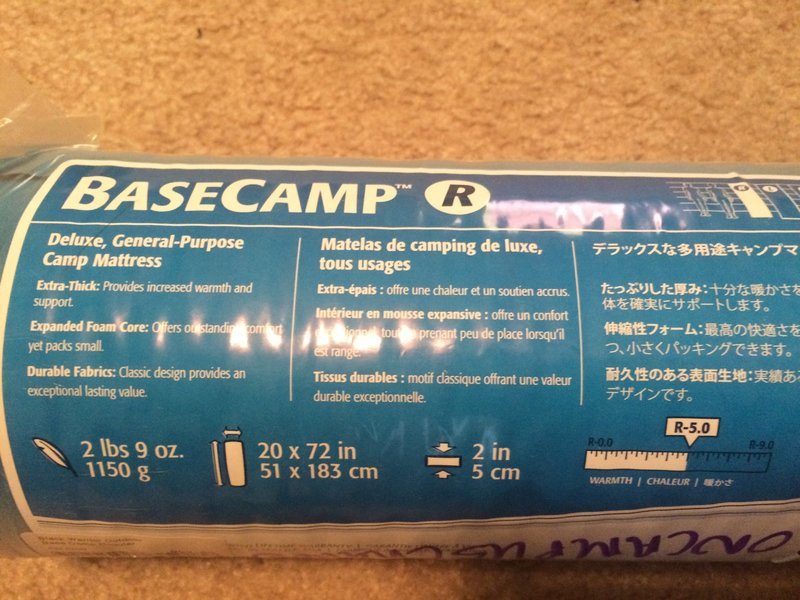 BASECAMP™ R
Deluxe, General-Purpose
Camp Mattress
Extra-Thick: Provides increased warmth and
support.
Expanded Foam Core: Offers outstanding comfort
yet packs small.
Durable Fabrics: Classic design provides an
exceptional lasting value.
Matelas de camping de luxe,
tous usages
Extra-épais : offre une chaleur et un soutien accrus.
Intérieur en mousse expansive : offre un confort
prenant peu de place lorsqu'il
est rangé.
Tissus durables : motif classique offrant une valeur
durable exceptionnelle.
デラックスな多用途キャンプマ
たっぷりした厚み:十分な暖かさを
体を確実にサポートします。
伸縮性フォーム:最高の快適さを
つ、小さくパッキングできます。
耐久性のある表面生地:実績あ
デザインです。
2 lbs 9 oz.
1150 g
20 x 72 in
51 x 183 cm
2 in
5 cm
R-5.0
R-0.0
R-9.0
WARMTH | CHALEUR | 暖かさ